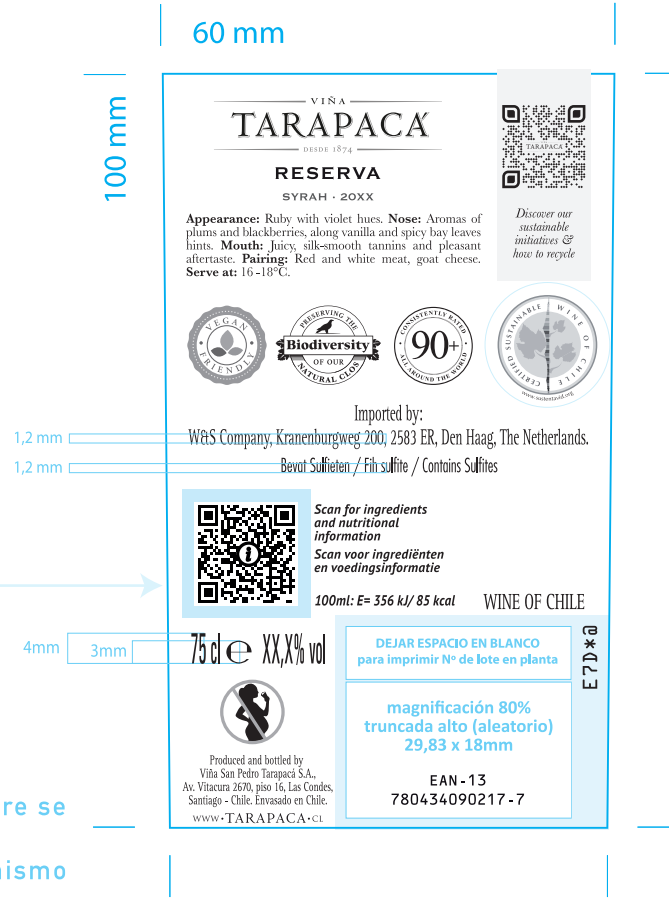 60 mm
100 mm
VIÑA
TARAPACÁ
DESDE 1874
RESERVA
SYRAH · 20XX
Appearance: Ruby with violet hues. Nose: Aromas of
plums and blackberries, along vanilla and spicy bay leaves
hints. Mouth: Juicy, silk-smooth tannins and pleasant
aftertaste. Pairing: Red and white meat, goat cheese.
Serve at: 16 -18°C.
TARAPACÁ
Discover our
sustainable
initiatives &
how to recycle
VEGAN
FRIENDLY
PRESERVING THE
Biodiversity
OF OUR
NATURAL CLOS
CONSISTENTLY RATED
90+
ALL AROUND THE WORLD
CERTIFIED SUSTAINABLE WINE OF CHILE
www.sustentavid.org
Imported by:
1,2 mm
W&S Company, Kranenburgweg 200, 2583 ER, Den Haag, The Netherlands.
1,2 mm
Bevat Sulfieten / Fih sulfite / Contains Sulfites
Scan for ingredients
and nutritional
information
Scan voor ingrediënten
en voedingsinformatie
100ml: E= 356 kJ/ 85 kcal
WINE OF CHILE
4mm
3mm
75 cl e XX,X% vol
DEJAR ESPACIO EN BLANCO
para imprimir Nº de lote en planta
E7D*@
magnificación 80%
truncada alto (aleatorio)
29,83 x 18mm
EAN-13
780434090217-7
Produced and bottled by
Viña San Pedro Tarapacá S.A.,
Av. Vitacura 2670, piso 16, Las Condes,
Santiago - Chile. Envasado en Chile.
WWW·TARAPACA·CL
re se
nismo